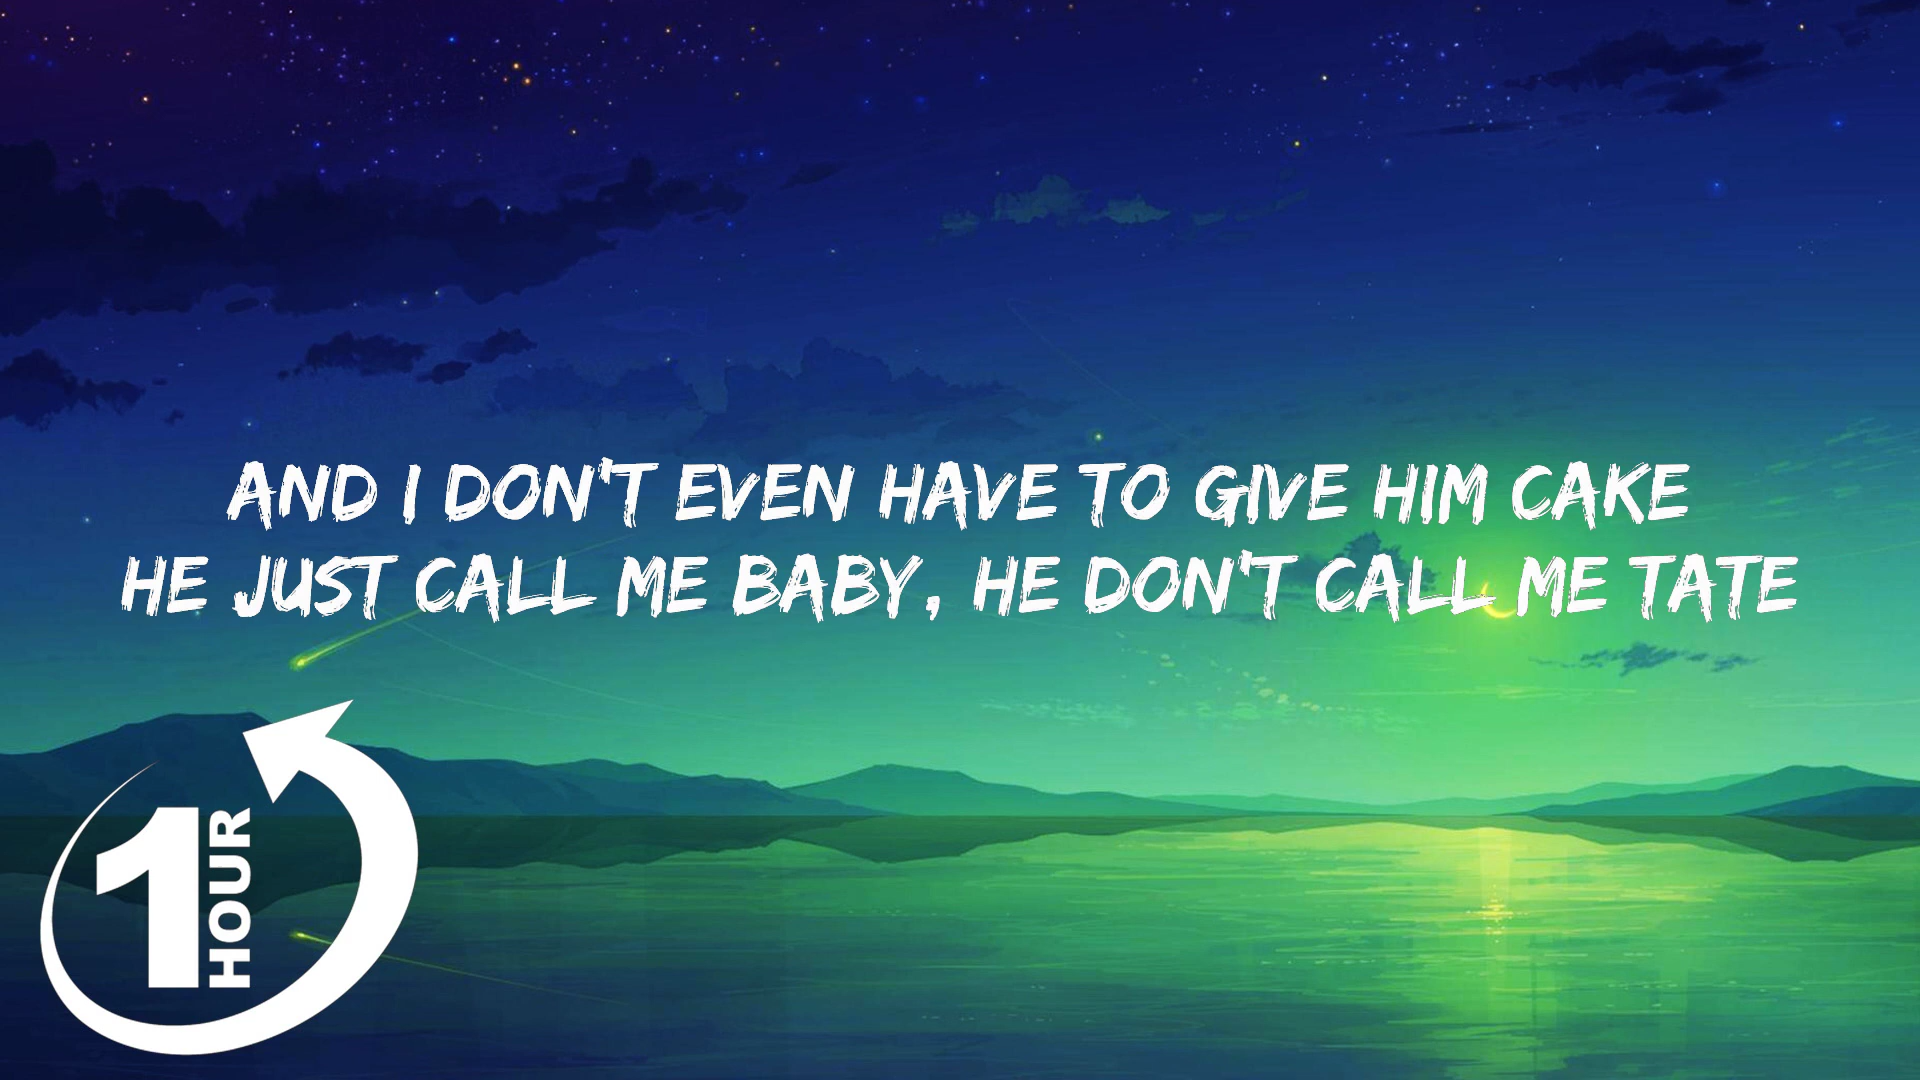 AND I DON'T EVEN HAVE TO GIVE HIM CAKE
HE JUST CALL ME BABY, HE DON'T CALL ME TATE
1 HOUR